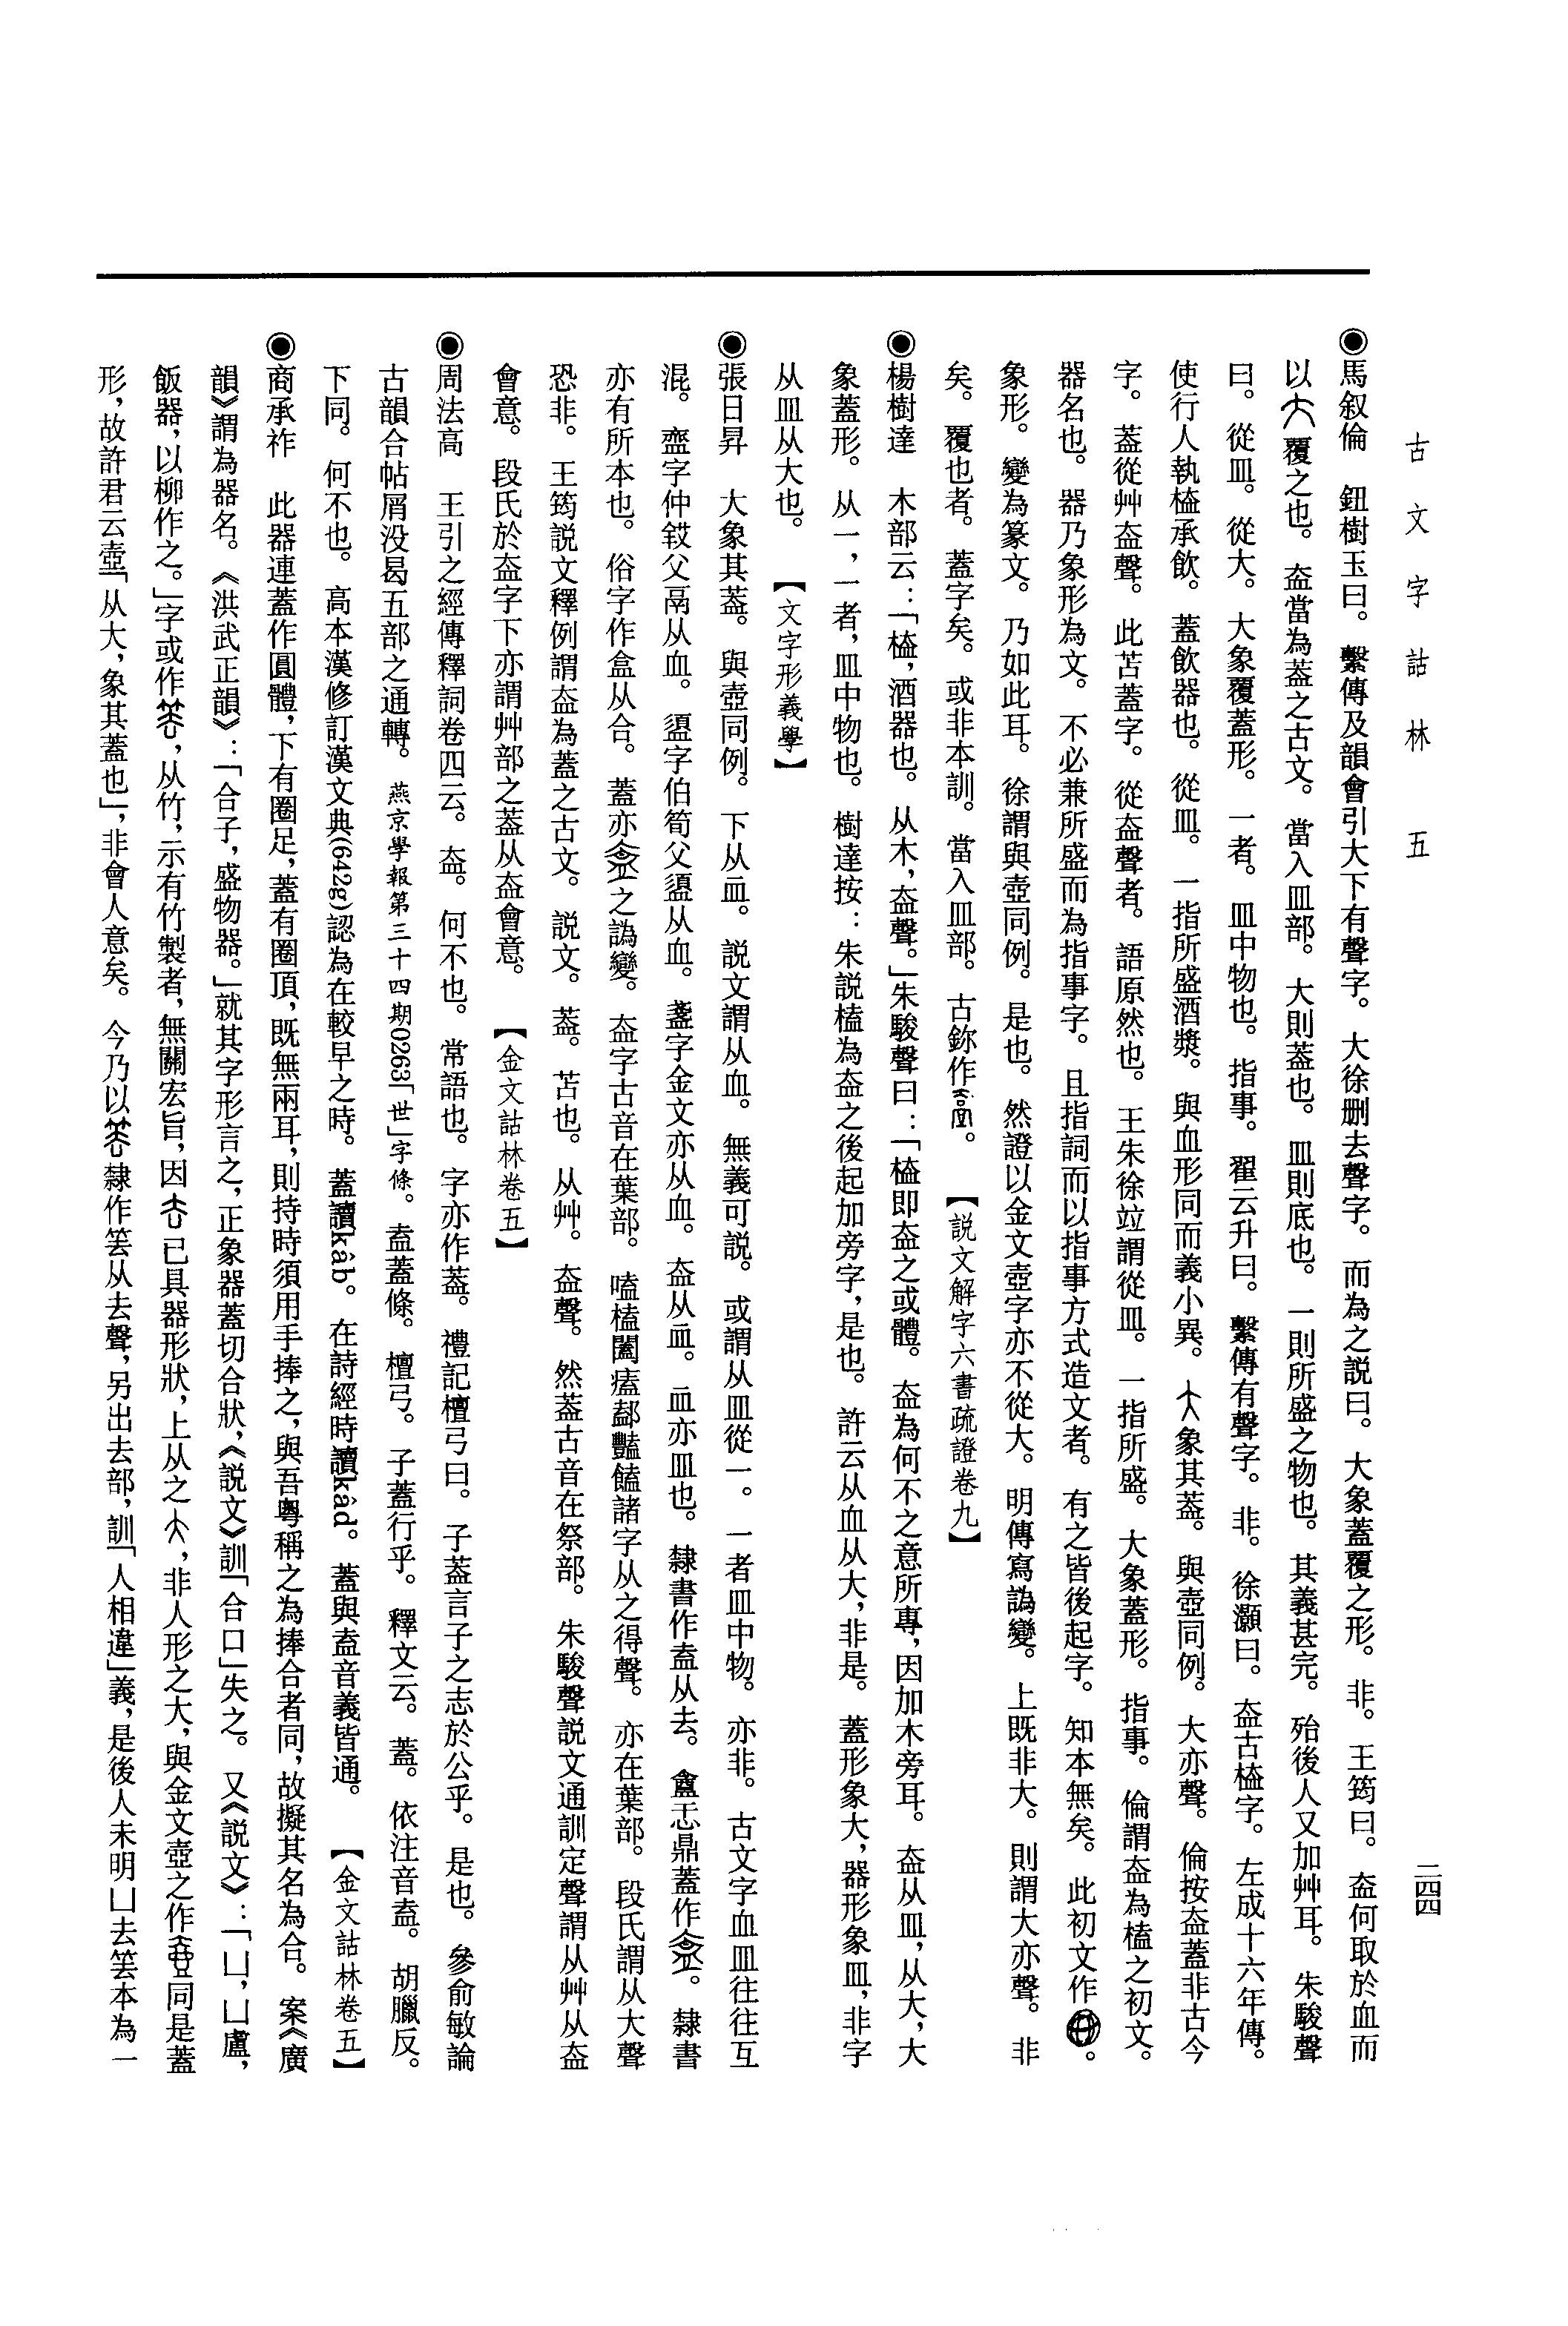 古文字詁林　五
二四四
◉馬叙倫　鈕樹玉曰。繫傳及韻會引大下有聲字。大徐刪去聲字。而為之説曰。大象蓋覆之形。非。王筠曰。盇何取於血而
以覆之也。盇當為葢之古文。當入皿部。大則葢也。皿則底也。一則所盛之物也。其義甚完。殆後人又加艸耳。朱駿聲
曰。從皿。從大。大象覆蓋形。一者。皿中物也。指事。翟云升曰。繫傳有聲字。非。徐灝曰。盇古榼字。左成十六年傳。
使行人執榼承飲。蓋飲器也。從皿。一指所盛酒漿。與血形同而義小異。象其葢。與壺同例。大亦聲。倫按盇蓋非古今
字。葢從艸盇聲。此苫蓋字。從盇聲者。語原然也。王朱徐竝謂從皿。一指所盛。大象蓋形。指事。倫謂盇為榼之初文。
器名也。器乃象形為文。不必兼所盛而為指事字。且指詞而以指事方式造文者。有之皆後起字。知本無矣。此初文作。
象形。變為篆文。乃如此耳。徐謂與壺同例。是也。然證以金文壺字亦不從大。明傳寫譌變。上既非大。則謂大亦聲。非
矣。覆也者。蓋字矣。或非本訓。當入皿部。古鉨作。【説文解字六書疏證卷九】
◉楊樹達　木部云：「榼，酒器也。从木，盇聲。」朱駿聲曰：「榼即盇之或體。盇為何不之意所專，因加木旁耳。盇从皿，从大，大
象蓋形。从一，一者，皿中物也。樹達按：朱説榼為盇之後起加旁字，是也。許云从血从大，非是。蓋形象大，器形象皿，非字
从皿从大也。【文字形義學】
◉張日昇　大象其葢。與壺同例。下从血。説文謂从血。無義可説。或謂从皿從一。一者皿中物。亦非。古文字血皿往往互
混。盨字伯筍父盨从血。盞字金文亦从血。盇从血。血亦皿也。隸書作盍从去。酓忎鼎蓋作。隸書
亦有所本也。俗字作盒从合。蓋亦之譌變。盇字古音在葉部。嗑榼闔瘞豔饁諸字从之得聲。亦在葉部。段氏謂从大聲
恐非。王筠説文釋例謂盇為蓋之古文。説文。葢。苫也。从艸。盇聲。然葢古音在祭部。朱駿聲説文通訓定聲謂从艸从盇
會意。段氏於盇字下亦謂艸部之葢从盇會意。【金文詁林卷五】
◉周法高　王引之經傳釋詞卷四云。盇。何不也。常語也。字亦作葢。禮記檀弓曰。子葢言子之志於公乎。是也。參俞敏論
古韻合帖屑没曷五部之通轉。燕京學報第三十四期0263「世」字條。盍蓋條。檀弓。子蓋行乎。釋文云。蓋。依注音盍。胡臘反。
下同。何不也。高本漢修訂漢文典(642g)認為在較早之時。蓋讀kâb。在詩經時讀kâd。蓋與盍音義皆通。【金文詁林卷五】
◉商承祚　此器連蓋作圓體，下有圈足，蓋有圈頂，既無兩耳，則持時須用手捧之，與吾粵稱之為捧合者同，故擬其名為合。案《廣
韻》謂為器名。《洪武正韻》：「合子，盛物器。」就其字形言之，正象器蓋切合狀，《説文》訓「合口」失之。又《説文》：「凵，凵盧，
飯器，以柳作之。」字或作，从竹，示有竹製者，無關宏旨，因已具器形狀，上从之，非人形之大，與金文壺之作同是蓋
形，故許君云壺「从大，象其蓋也」，非會人意矣。今乃以隸作筶从去聲，另出去部，訓「人相違」義，是後人未明凵去筶本為一